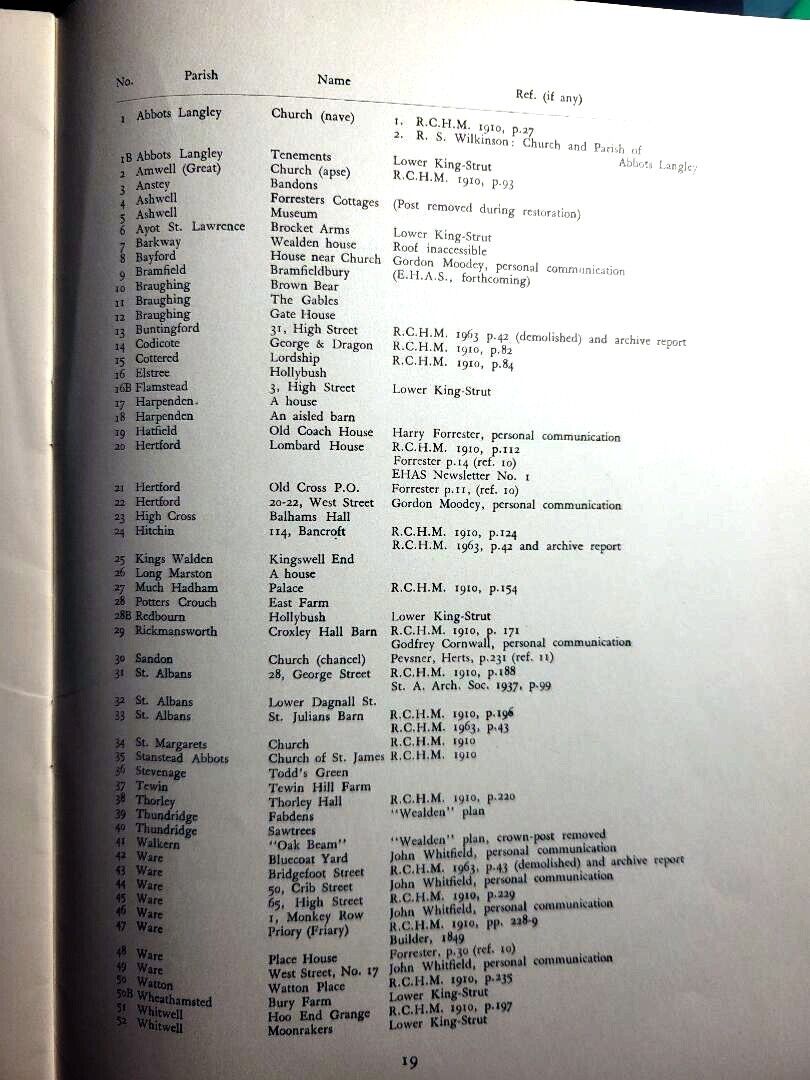 No. Parish Name Ref. (if any)
1 Abbots Langley Church (nave) 1. R.C.H.M. 1910, p.27
2. R. S. Wilkinson: Church and Parish of
Abbots Langley
1B Abbots Langley Tenements Lower King-Strut
2 Amwell (Great) Church (apse) R.C.H.M. 1910, p.93
3 Anstey Bandons
4 Ashwell Forresters Cottages (Post removed during restoration)
5 Ashwell Museum
6 Ayot St. Lawrence Brocket Arms Lower King-Strut
7 Barkway Wealden house Roof inaccessible
8 Bayford House near Church Gordon Moodey, personal communication
9 Bramfield Bramfieldbury (E.H.A.S., forthcoming)
10 Braughing Brown Bear
11 Braughing The Gables
12 Braughing Gate House
13 Buntingford 31, High Street R.C.H.M. 1963 p.42 (demolished) and archive report
14 Codicote George & Dragon R.C.H.M. 1910, p.82
15 Cottered Lordship R.C.H.M. 1910, p.84
16 Elstree Hollybush
16B Flamstead 3, High Street Lower King-Strut
17 Harpenden. A house
18 Harpenden An aisled barn
19 Hatfield Old Coach House Harry Forrester, personal communication
20 Hertford Lombard House R.C.H.M. 1910, p.112
Forrester p.14 (ref. 10)
EHAS Newsletter No. 1
21 Hertford Old Cross P.O. Forrester p.11, (ref. 10)
22 Hertford 20-22, West Street Gordon Moodey, personal communication
23 High Cross Balhams Hall
24 Hitchin 114, Bancroft R.C.H.M. 1910, p.124
R.C.H.M. 1963, p.42 and archive report
25 Kings Walden Kingswell End
26 Long Marston A house
27 Much Hadham Palace R.C.H.M. 1910, p.154
28 Potters Crouch East Farm
28B Redbourn Hollybush Lower King-Strut
29 Rickmansworth Croxley Hall Barn R.C.H.M. 1910, p. 171
Godfrey Cornwall, personal communication
30 Sandon Church (chancel) Pevsner, Herts, p.231 (ref. 11)
31 St. Albans 28, George Street R.C.H.M. 1910, p.188
St. A. Arch. Soc. 1937, p.99
32 St. Albans Lower Dagnall St.
33 St. Albans St. Julians Barn R.C.H.M. 1910, p.196
R.C.H.M. 1963, p.43
34 St. Margarets Church R.C.H.M. 1910
35 Stanstead Abbots Church of St. James R.C.H.M. 1910
36 Stevenage Todd's Green
37 Tewin Tewin Hill Farm
38 Thorley Thorley Hall R.C.H.M. 1910, p.220
39 Thundridge Fabdens "Wealden" plan
40 Thundridge Sawtrees
41 Walkern "Oak Beam" "Wealden" plan, crown-post removed
42 Ware Bluecoat Yard John Whitfield, personal communication
43 Ware Bridgefoot Street R.C.H.M. 1963, p.43 (demolished) and archive report
44 Ware 50, Crib Street John Whitfield, personal communication
45 Ware 65, High Street R.C.H.M. 1910, p.229
46 Ware 1, Monkey Row John Whitfield, personal communication
47 Ware Priory (Friary) R.C.H.M. 1910, pp. 228-9
Builder, 1849
48 Ware Place House Forrester, p.30 (ref. 10)
49 Ware West Street, No. 17 John Whitfield, personal communication
50 Watton Watton Place R.C.H.M. 1910, p.235
50B Wheathamsted Bury Farm Lower King-Strut
51 Whitwell Hoo End Grange R.C.H.M. 1910, p.197
52 Whitwell Moonrakers Lower King-Strut
19